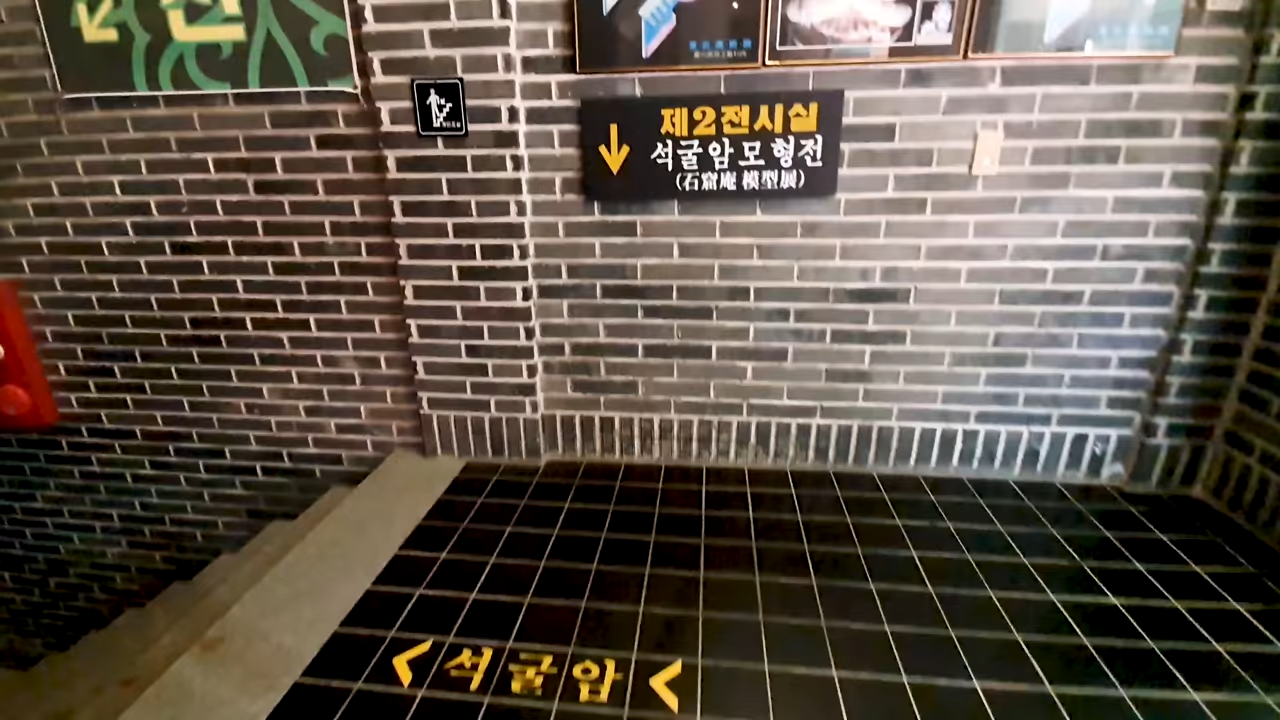 전
제2전시실
석굴암모형전
(石窟庵 模型展)
< 석굴암 <